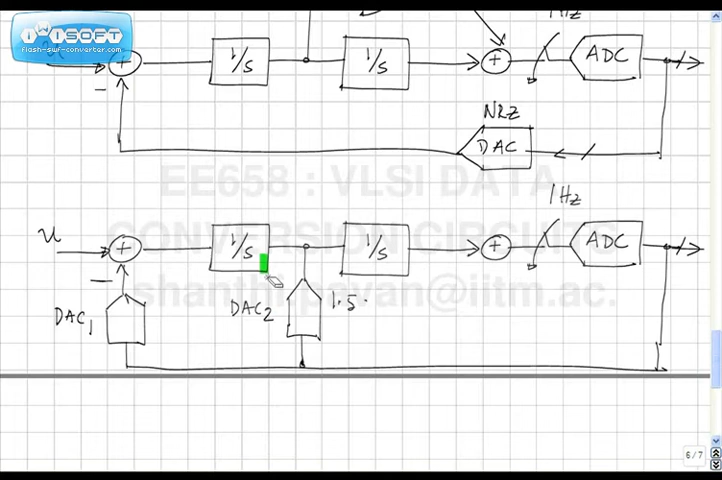 iWiSOFT
flash-swf-converter.com
1Hz
+
1/S
1/S
+
ADC
−
NRZ
DAC
EE658 : VLSI DATA
CONVERSION CIRCUITS
shanthi.pavan@iitm.ac.
1Hz
u
+
1/S
1/S
+
ADC
−
DAC1
DAC2
1.5
6/7